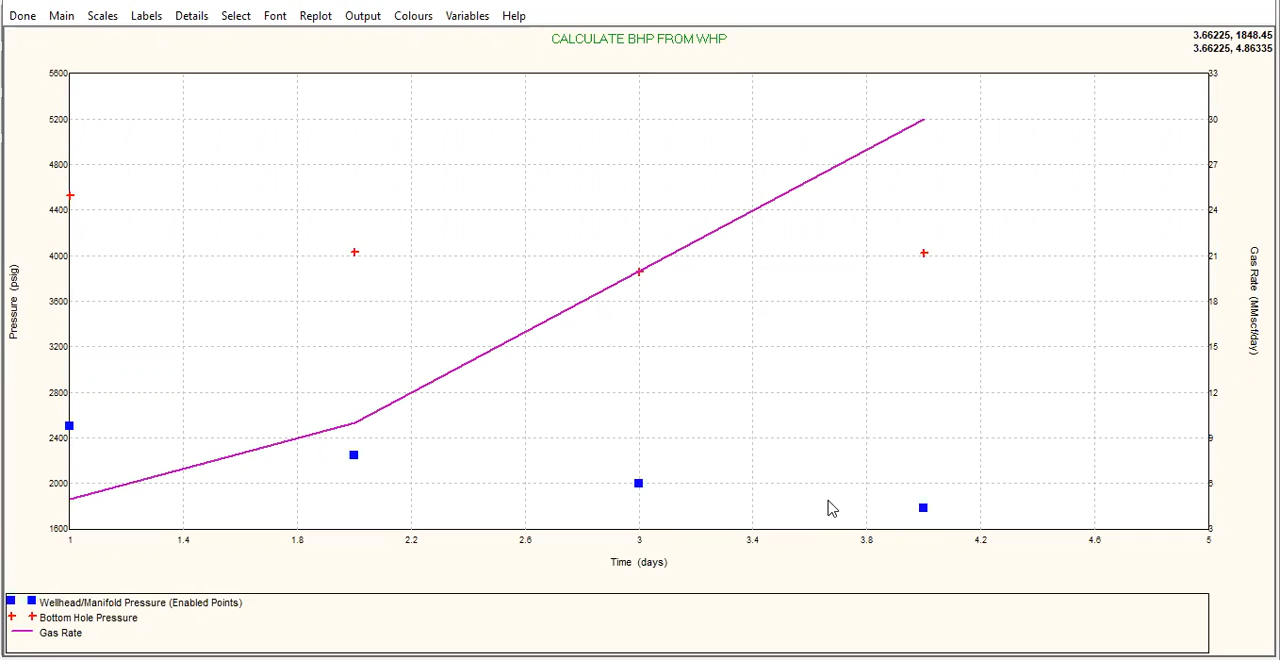 Done Main Scales Labels Details Select Font Replot Output Colours Variables Help
CALCULATE BHP FROM WHP
3.66225, 1848.45
3.66225, 4.86335
5600
5200
4800
4400
4000
3600
3200
2800
2400
2000
1600
Pressure (psig)
33
30
27
24
21
18
15
12
9
6
3
Gas Rate (MMscf/day)
1 1.4 1.8 2.2 2.6 3 3.4 3.8 4.2 4.6 5
Time (days)
Wellhead/Manifold Pressure (Enabled Points)
Bottom Hole Pressure
Gas Rate